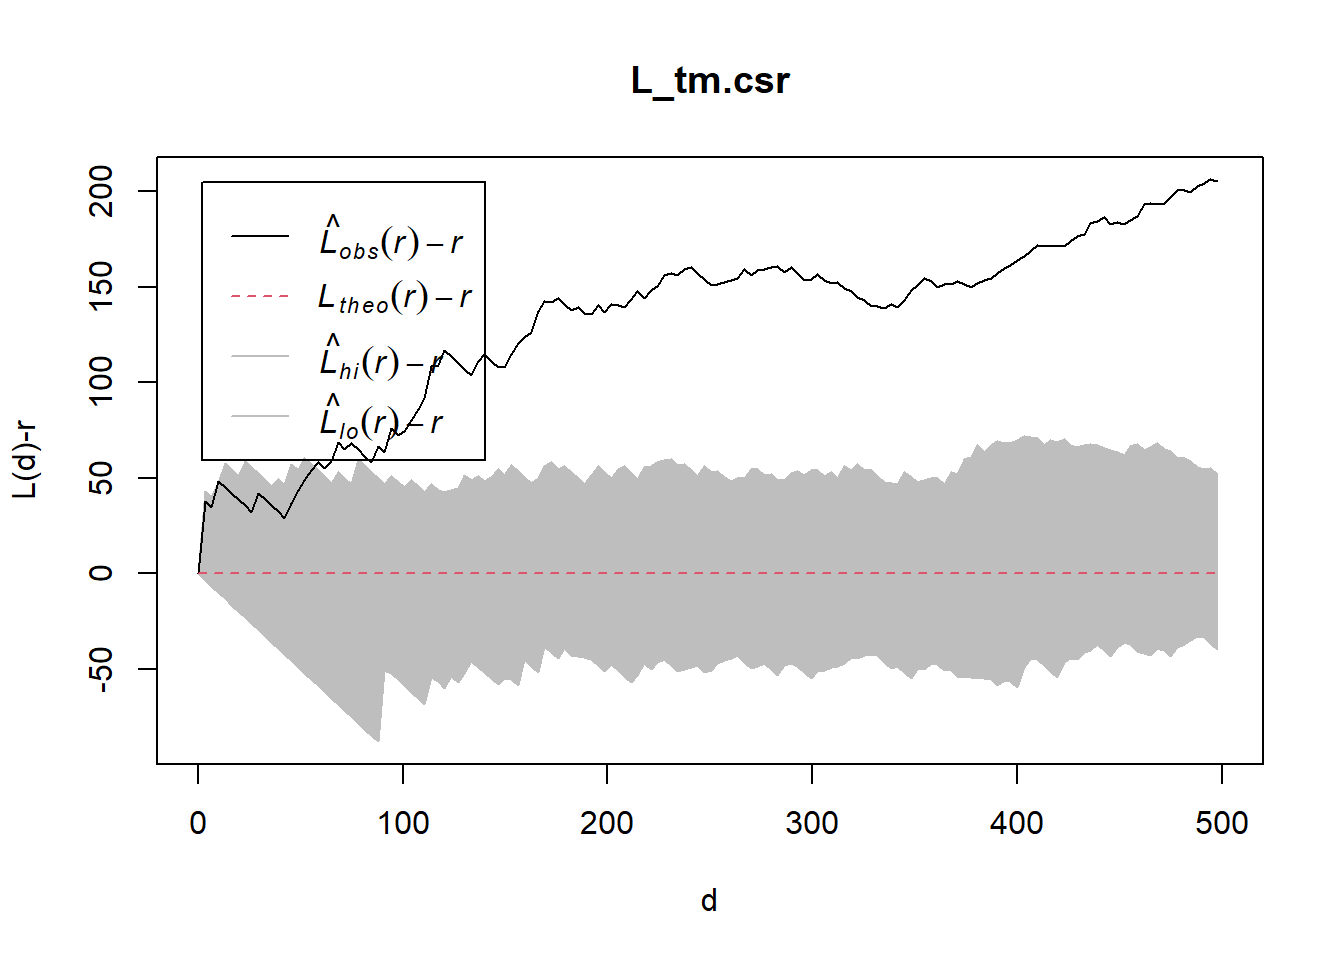 L_tm.csr
L(d)-r
200
150
100
50
0
-50
L̂obs(r) − r
Ltheo(r) − r
L̂hi(r) − r
L̂lo(r) − r
0 100 200 300 400 500
d